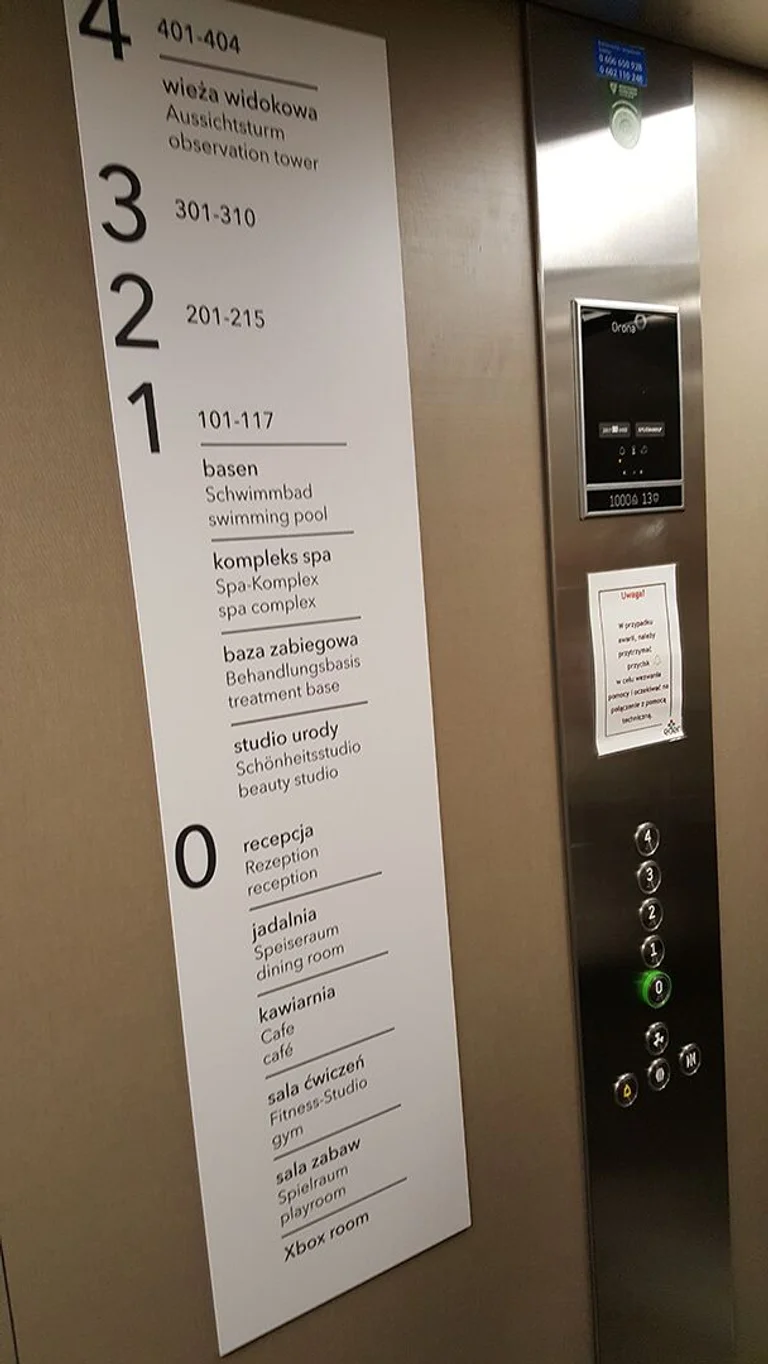 4 401-404
wieża widokowa
Aussichtsturm
observation tower
3 301-310
2 201-215
1 101-117
basen
Schwimmbad
swimming pool
kompleks spa
Spa-Komplex
spa complex
baza zabiegowa
Behandlungsbasis
treatment base
studio urody
Schönheitsstudio
beauty studio
0 recepcja
Rezeption
reception
jadalnia
Speiseraum
dining room
kawiarnia
Cafe
café
sala ćwiczeń
Fitness-Studio
gym
sala zabaw
Spielraum
playroom
Xbox room
Orona
Uwaga!
W przypadku
awarii, należy
przytrzymać
przycisk
w celu wezwania
pomocy i oczekiwać na
połączenie z pomocą
techniczną.
4
3
2
1
0